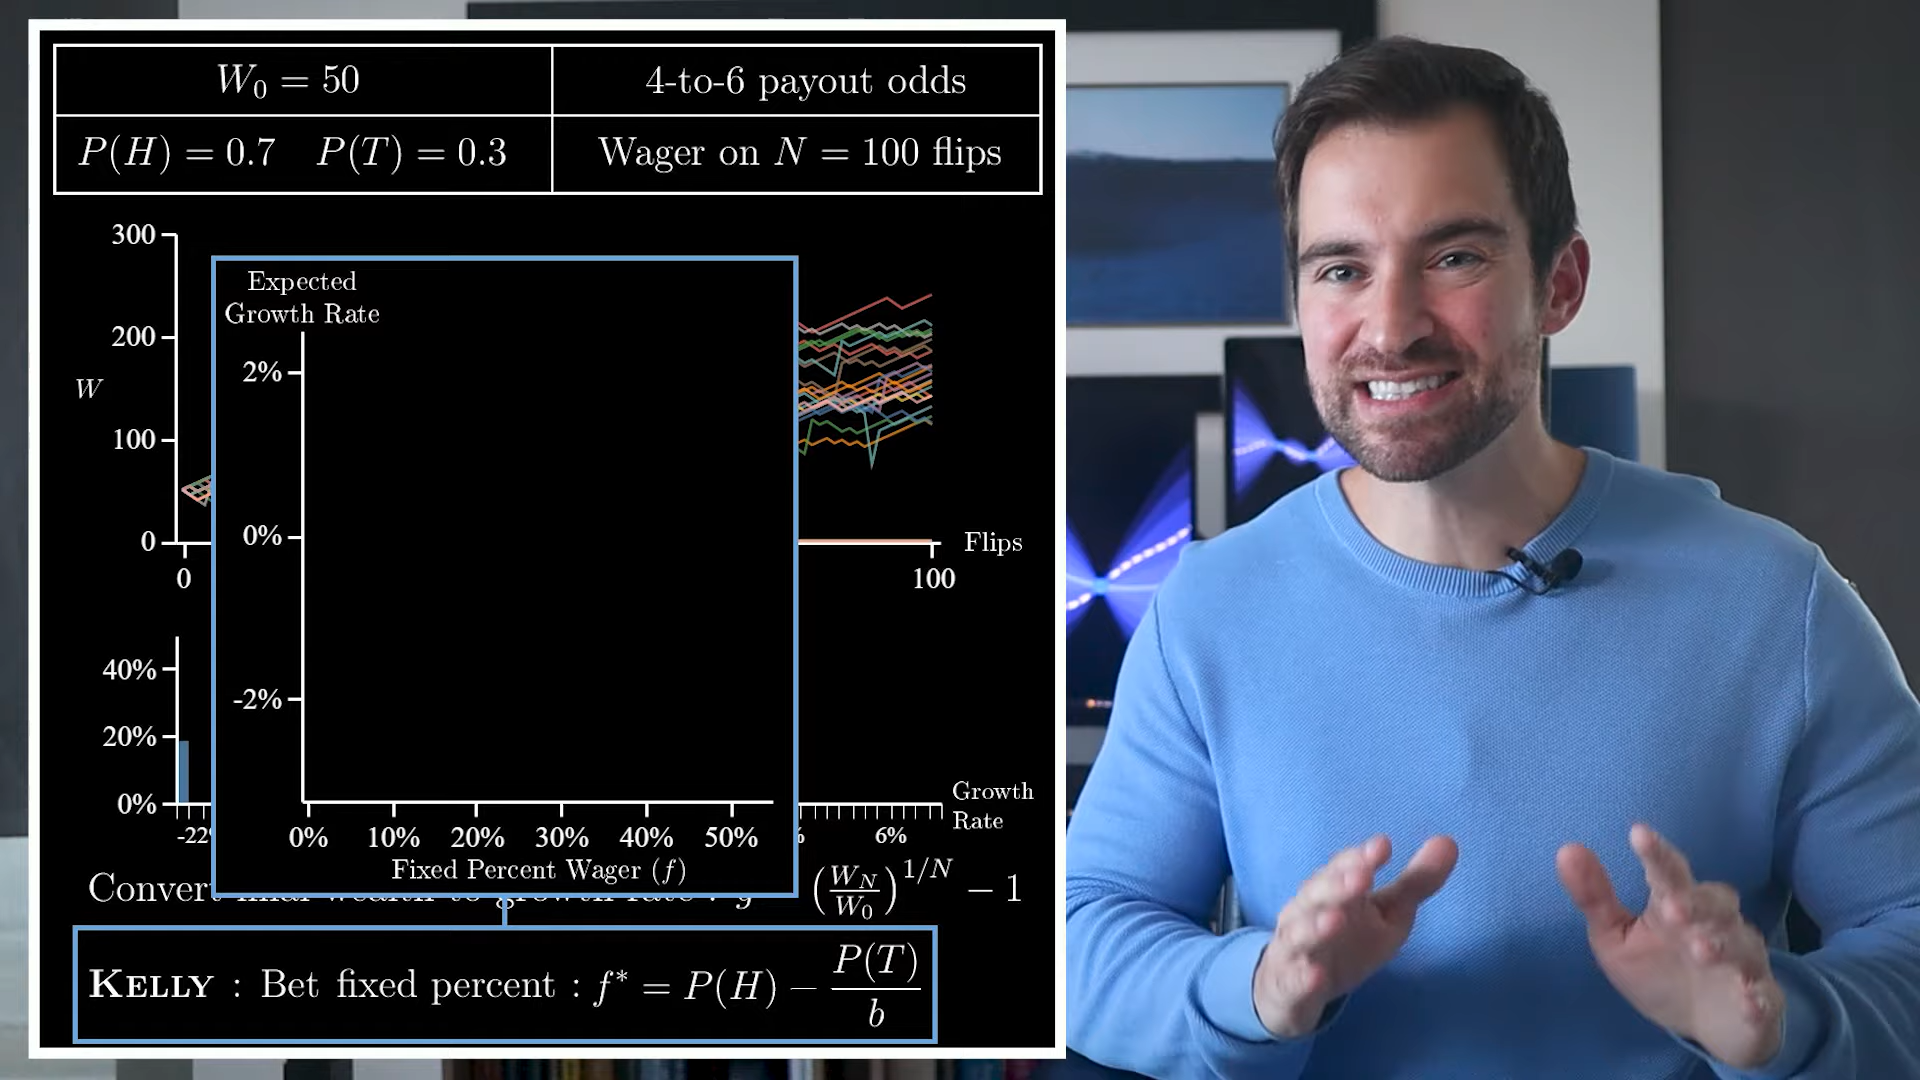 W₀ = 50
4-to-6 payout odds
P(H) = 0.7 P(T) = 0.3
Wager on N = 100 flips
300
200
W
100
0
0
Flips
100
Expected
Growth Rate
2%
0%
-2%
0% 10% 20% 30% 40% 50%
Fixed Percent Wager (f)
40%
20%
0%
6%
Growth
Rate
(W_N/W₀)^{1/N} − 1
KELLY : Bet fixed percent : f* = P(H) − P(T)/b